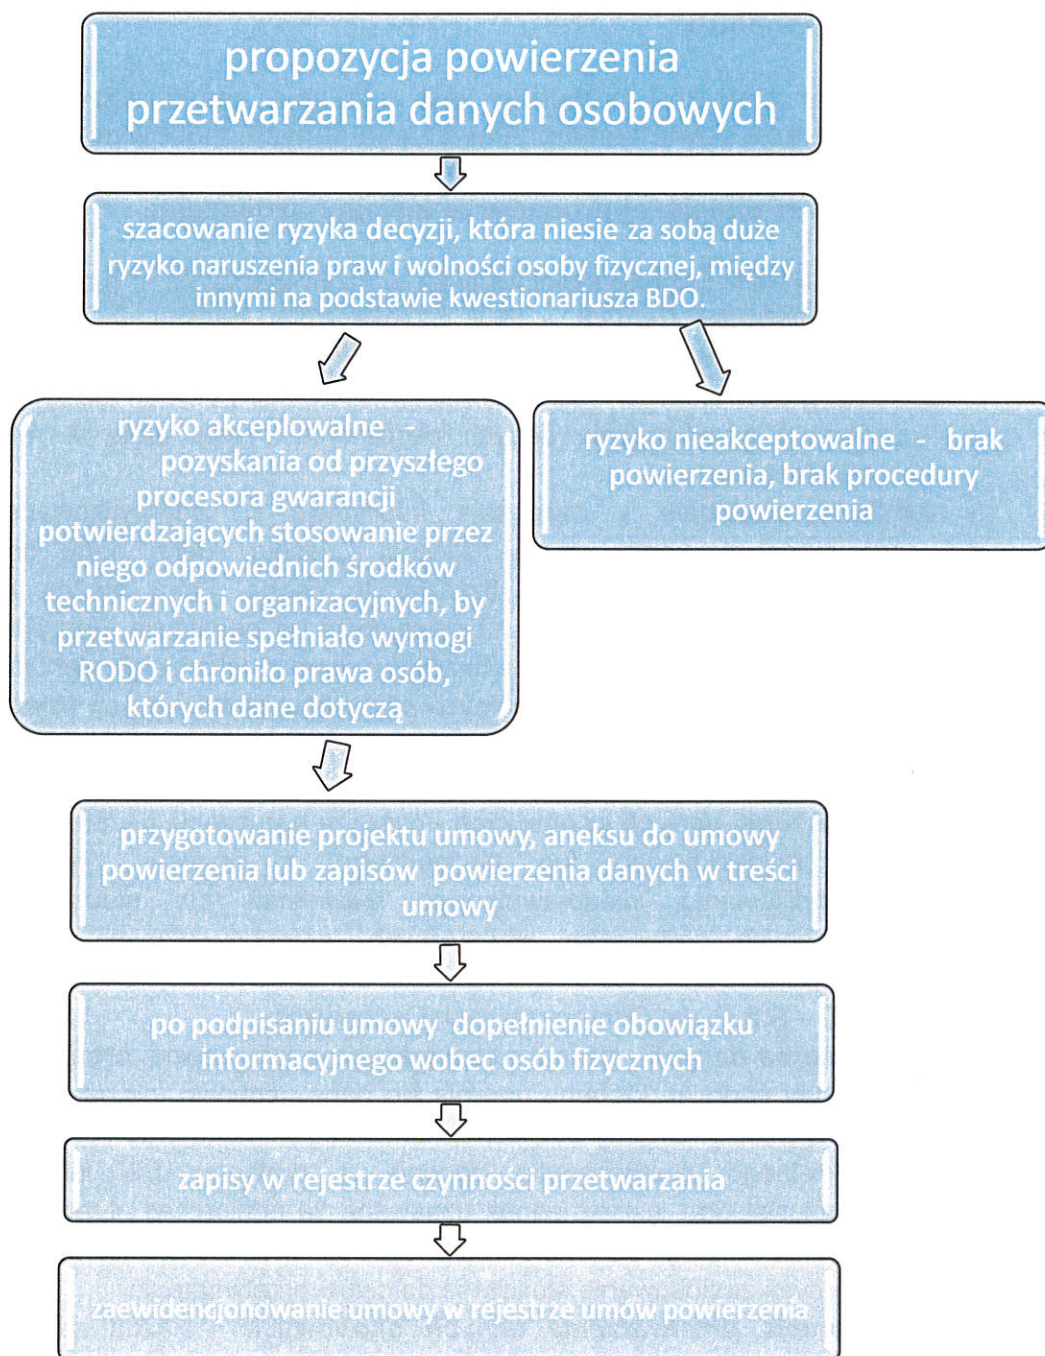 propozycja powierzenia
przetwarzania danych osobowych
szacowanie ryzyka decyzji, która niesie za sobą duże
ryzyko naruszenia praw i wolności osoby fizycznej, między
innymi na podstawie kwestionariusza BDO.
ryzyko akceplowalne -
pozyskania od przyszłego
procesora gwarancji
potwierdzających stosowanie przez
niego odpowiednich środków
technicznych i organizacyjnych, by
przetwarzanie spełniało wymogi
RODO i chroniło prawa osób,
których dane dotyczą
ryzyko nieakceptowalne - brak
powierzenia, brak procedury
powierzenia
przygotowanie projektu umowy, aneksu do umowy
powierzenia lub zapisów powierzenia danych w treści
umowy
po podpisaniu umowy dopełnienie obowiązku
informacyjnego wobec osób fizycznych
zapisy w rejestrze czynności przetwarzania
zaewidencjonowanie umowy w rejestrze umów powierzenia